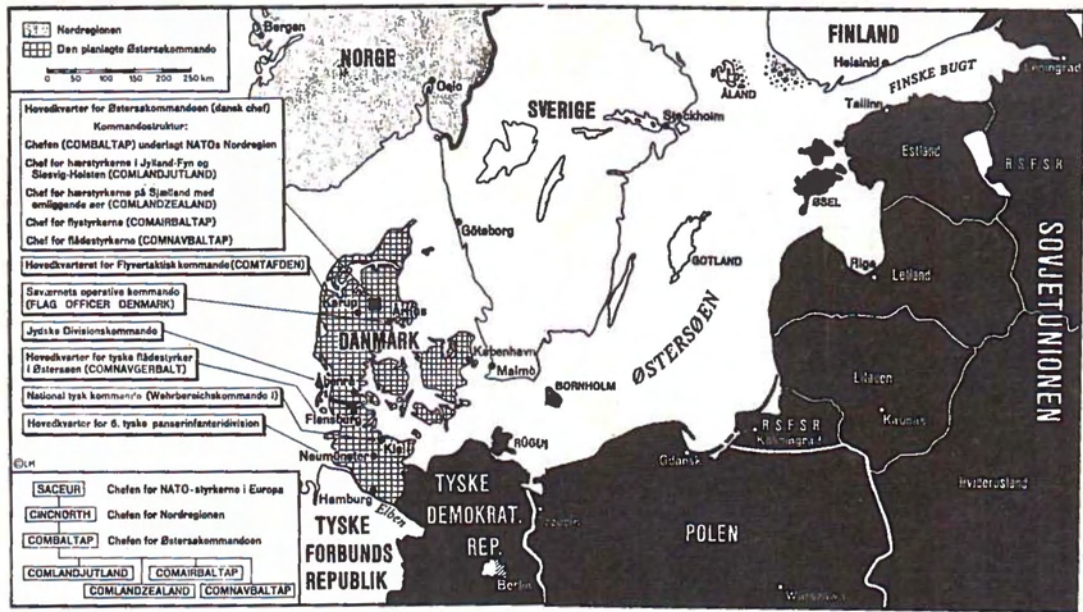 Nordregionen
Den planlagte Østersøkommando
0 50 100 150 200 250 km
Hovedkvarter for Østersøkommandoen (dansk chef)
Kommandostruktur:
Chefen (COMBALTAP) underlagt NATOs Nordregion
Chef for hærstyrkerne i Jylland-Fyn og
Slesvig-Holsten (COMLANDJUTLAND)
Chef for hærstyrkerne på Sjælland med
omliggende øer (COMLANDZEALAND)
Chef for flystyrkerne (COMAIRBALTAP)
Chef for flådestyrkerne (COMNAVBALTAP)
Hovedkvarteret for Flyvertaktisk kommando (COMTAFDEN)
Søværnets operative kommando
(FLAG OFFICER DENMARK)
Jydske Divisionskommando
Hovedkvarter for tyske flådestyrker
i Østersøen (COMNAVGERBALT)
National tysk kommando (Wehrbereichskommando I)
Hovedkvarter for 6. tyske panserinfanteridivision
©LM
SACEUR Chefen for NATO-styrkerne i Europa
CINCNORTH Chefen for Nordregionen
COMBALTAP Chefen for Østersøkommandoen
COMLANDJUTLAND COMAIRBALTAP
COMLANDZEALAND COMNAVBALTAP
Bergen
NORGE
Oslo
SVERIGE
Stockholm
Göteborg
Malmö
GOTLAND
FINLAND
Helsinki
ÅLAND
FINSKE BUGT
Leningrad
Tallinn
Estland
RSFSR
ØSEL
Riga
Letland
SOVJETUNIONEN
Litauen
Kaunas
RSFSR
Hviderusland
ØSTERSØEN
BORNHOLM
DANMARK
Karup
Århus
København
Åbenrå
Flensburg
Kiel
Neumünster
Hamburg
Elben
TYSKE
FORBUNDS
REPUBLIK
TYSKE
DEMOKRAT.
REP.
Berlin
Gdansk
POLEN